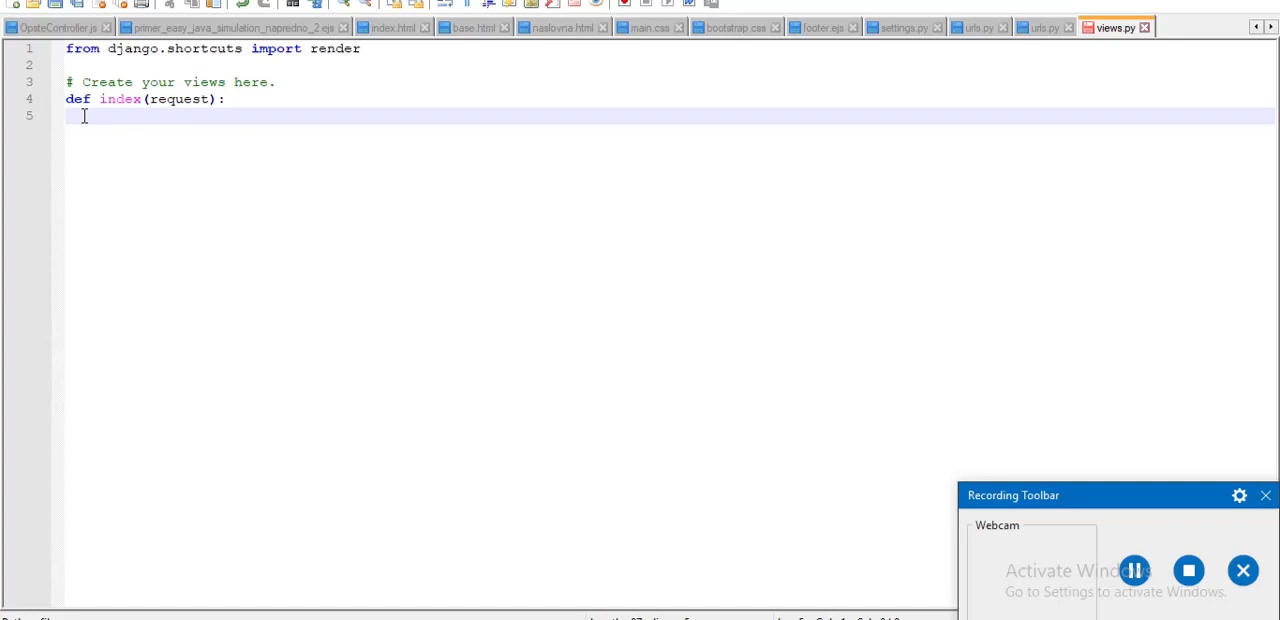 OpsteController.js primer_easy_java_simulation_napredno_2.ejs index.html base.html naslovna.html main.css bootstrap.css footer.ejs settings.py urls.py urls.py views.py
1 from django.shortcuts import render
2
3 # Create your views here.
4 def index(request):
5
Recording Toolbar
Webcam
Activate Windows
Go to Settings to activate Windows.